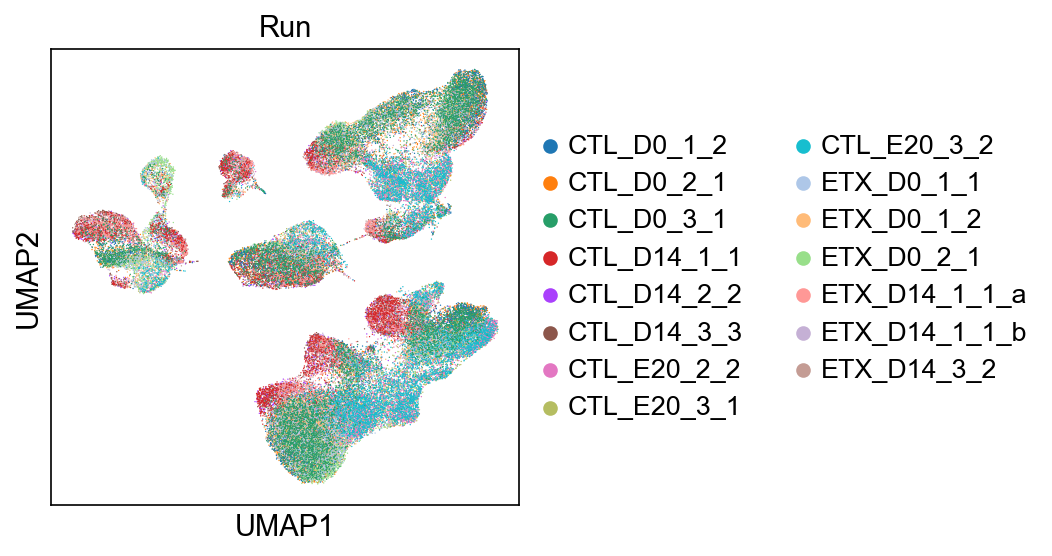 Run
UMAP2
UMAP1
CTL_D0_1_2
CTL_D0_2_1
CTL_D0_3_1
CTL_D14_1_1
CTL_D14_2_2
CTL_D14_3_3
CTL_E20_2_2
CTL_E20_3_1
CTL_E20_3_2
ETX_D0_1_1
ETX_D0_1_2
ETX_D0_2_1
ETX_D14_1_1_a
ETX_D14_1_1_b
ETX_D14_3_2